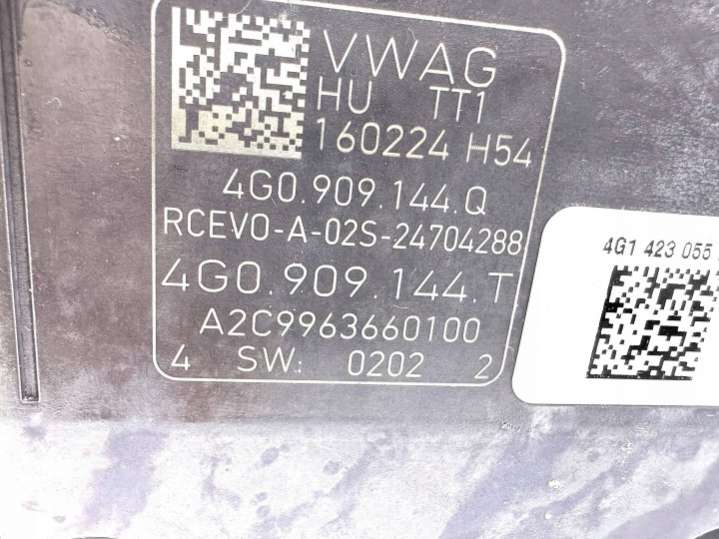 VWAG
HU TT1
160224 H54
4G0.909.144.Q
RCEVO-A-02S-24704288
4G0.909.144.T
A2C9963660100
4 SW: 0202 2
4G1 423 055